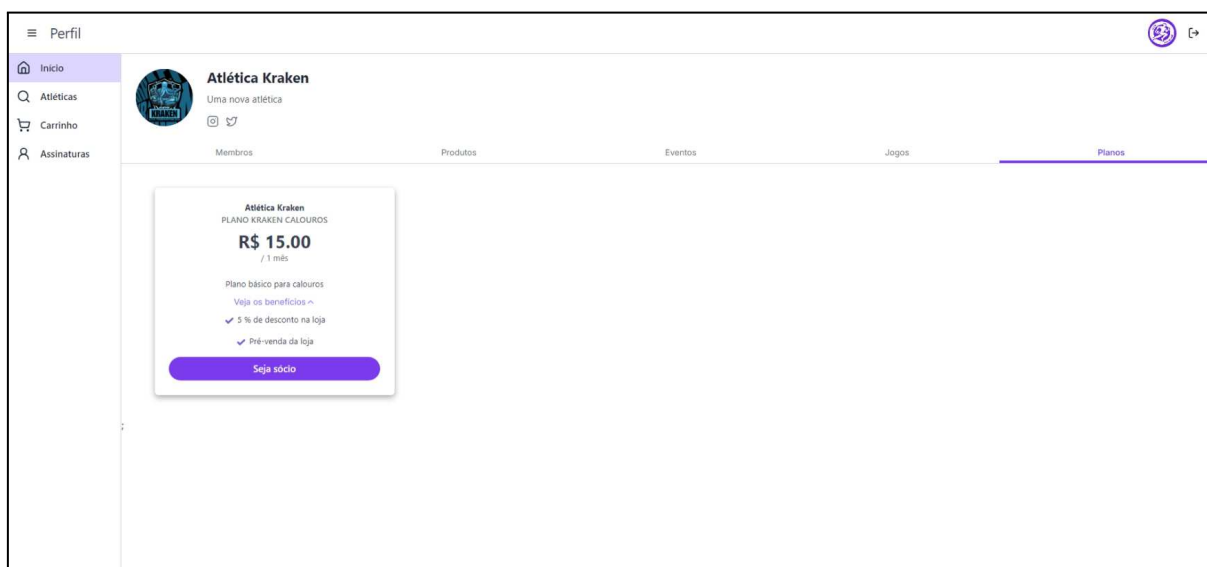 Perfil
Início
Atléticas
Carrinho
Assinaturas
Atlética Kraken
Uma nova atlética
KRAKEN
Membros
Produtos
Eventos
Jogos
Planos
Atlética Kraken
PLANO KRAKEN CALOUROS
R$ 15.00
/ 1 mês
Plano básico para calouros
Veja os benefícios
5 % de desconto na loja
Pré-venda da loja
Seja sócio
;